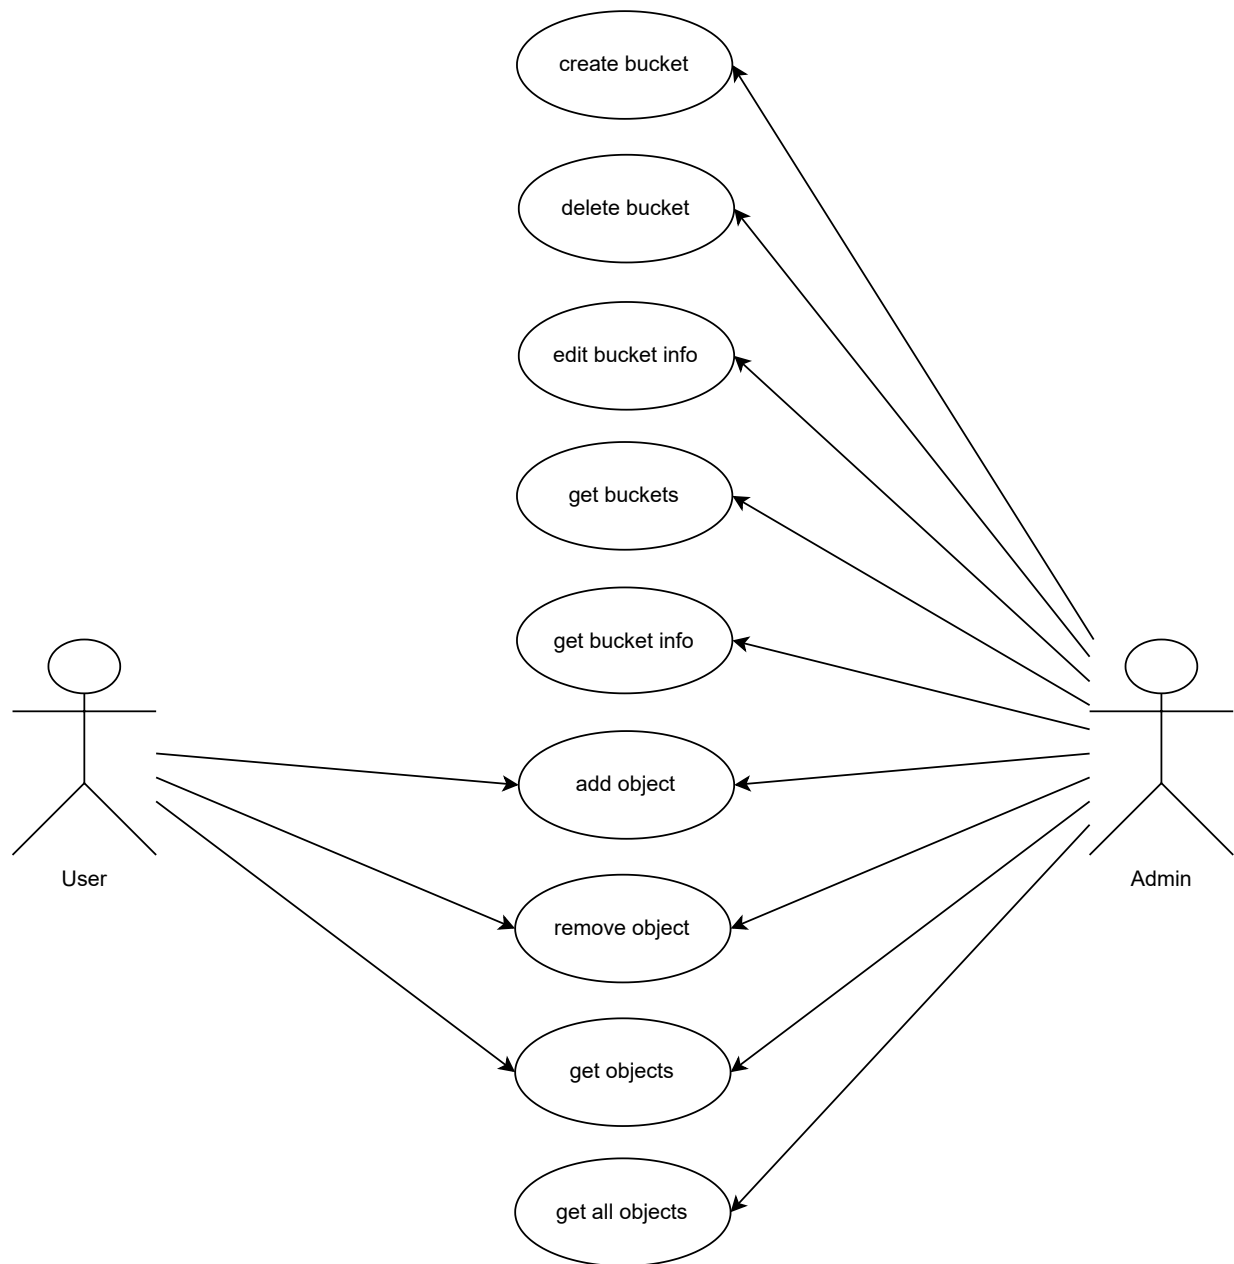 create bucket
delete bucket
edit bucket info
get buckets
get bucket info
add object
User
Admin
remove object
get objects
get all objects